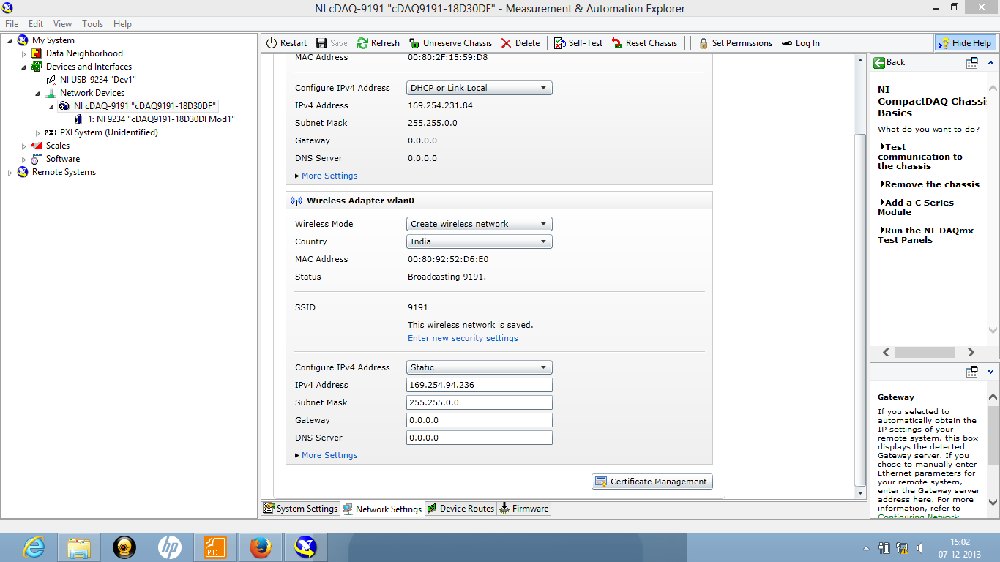 NI cDAQ-9191 "cDAQ9191-18D30DF" - Measurement & Automation Explorer
File Edit View Tools Help
My System
Data Neighborhood
Devices and Interfaces
NI USB-9234 "Dev1"
Network Devices
NI cDAQ-9191 "cDAQ9191-18D30DF"
1: NI 9234 "cDAQ9191-18D30DFMod1"
PXI PXI System (Unidentified)
Scales
Software
Remote Systems
Restart Save Refresh Unreserve Chassis Delete Self-Test Reset Chassis Set Permissions Log In Hide Help
MAC Address 00:80:2F:15:59:D8
Configure IPv4 Address DHCP or Link Local
IPv4 Address 169.254.231.84
Subnet Mask 255.255.0.0
Gateway 0.0.0.0
DNS Server 0.0.0.0
More Settings
Wireless Adapter wlan0
Wireless Mode Create wireless network
Country India
MAC Address 00:80:92:52:D6:E0
Status Broadcasting 9191.
SSID 9191
This wireless network is saved.
Enter new security settings
Configure IPv4 Address Static
IPv4 Address 169.254.94.236
Subnet Mask 255.255.0.0
Gateway 0.0.0.0
DNS Server 0.0.0.0
More Settings
Certificate Management
System Settings Network Settings Device Routes Firmware
Back
NI
CompactDAQ Chassi
Basics
What do you want to do?
Test
communication to
the chassis
Remove the chassis
Add a C Series
Module
Run the NI-DAQmx
Test Panels
Gateway
If you selected to
automatically obtain the
IP settings of your
remote system, this box
displays the detected
Gateway server. If you
chose to manually enter
Ethernet parameters for
your remote system,
enter the Gateway server
address here. For more
information, refer to
Configuring Network
hp
PDF
15:02
07-12-2013